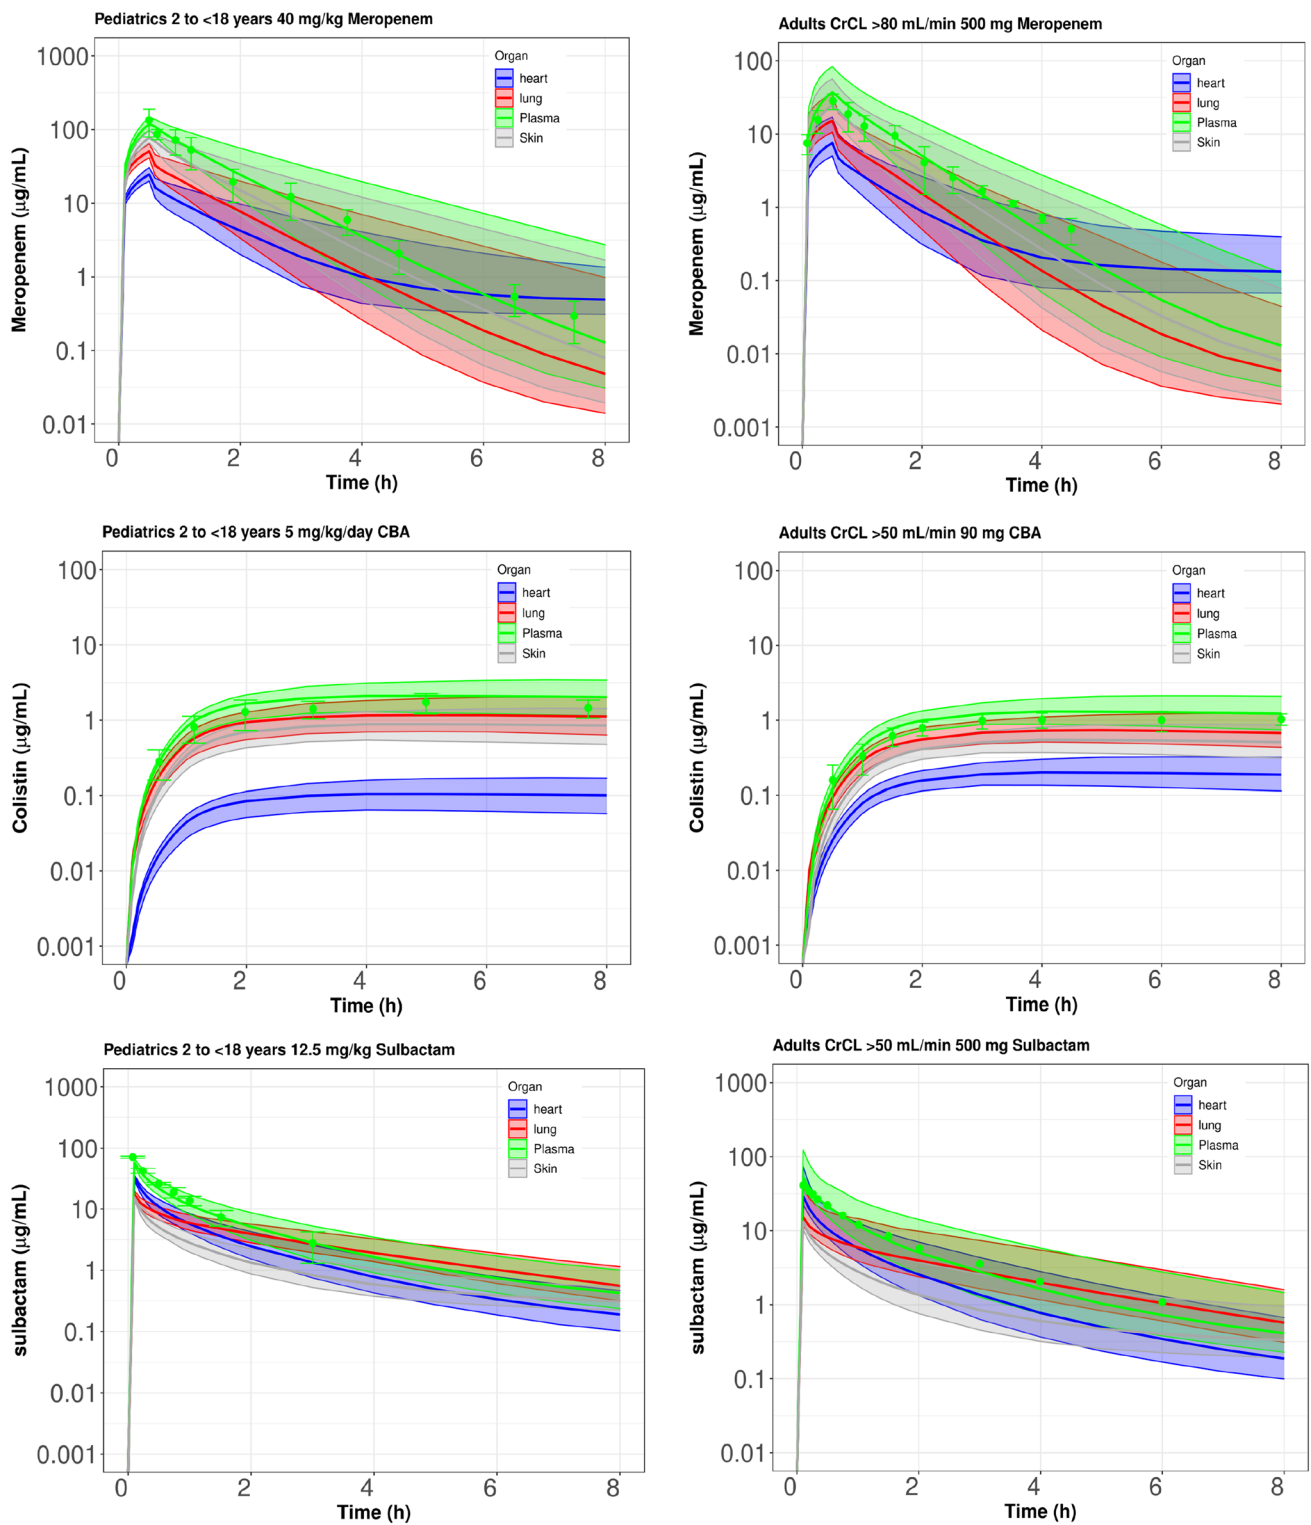 Pediatrics 2 to <18 years 40 mg/kg Meropenem
Meropenem (μg/mL)
1000
100
10
1
0.1
0.01
Organ
heart
lung
Plasma
Skin
0 2 4 6 8
Time (h)
Adults CrCL >80 mL/min 500 mg Meropenem
Meropenem (μg/mL)
100
10
1
0.1
0.01
0.001
Organ
heart
lung
Plasma
Skin
0 2 4 6 8
Time (h)
Pediatrics 2 to <18 years 5 mg/kg/day CBA
Colistin (μg/mL)
100
10
1
0.1
0.01
0.001
Organ
heart
lung
Plasma
Skin
0 2 4 6 8
Time (h)
Adults CrCL >50 mL/min 90 mg CBA
Colistin (μg/mL)
100
10
1
0.1
0.01
0.001
Organ
heart
lung
Plasma
Skin
0 2 4 6 8
Time (h)
Pediatrics 2 to <18 years 12.5 mg/kg Sulbactam
sulbactam (μg/mL)
1000
100
10
1
0.1
0.01
0.001
Organ
heart
lung
Plasma
Skin
0 2 4 6 8
Time (h)
Adults CrCL >50 mL/min 500 mg Sulbactam
sulbactam (μg/mL)
1000
100
10
1
0.1
0.01
Organ
heart
lung
Plasma
Skin
0 2 4 6 8
Time (h)